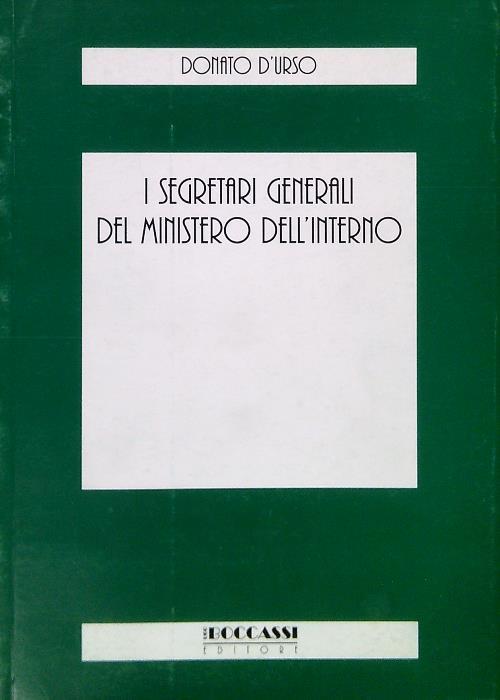 DONATO D'URSO
I SEGRETARI GENERALI
DEL MINISTERO DELL'INTERNO
BOCCASSI
EDITORE